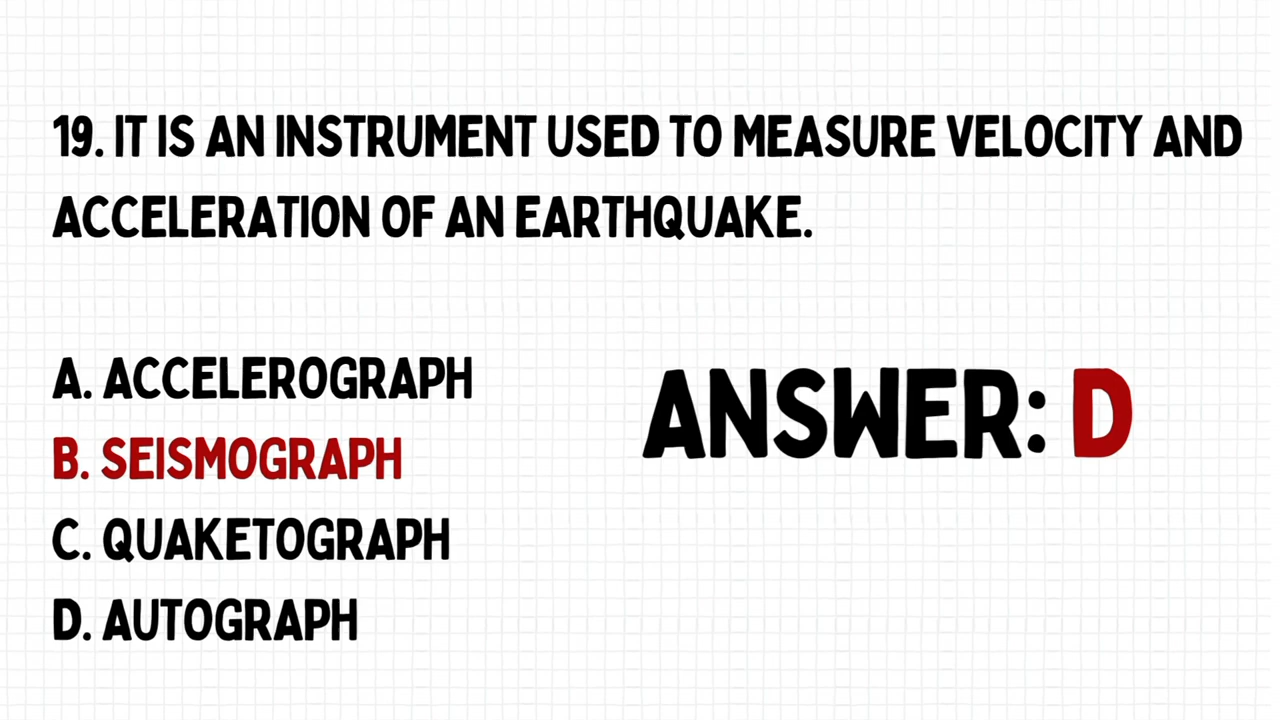 19. IT IS AN INSTRUMENT USED TO MEASURE VELOCITY AND
ACCELERATION OF AN EARTHQUAKE.
A. ACCELEROGRAPH
B. SEISMOGRAPH
C. QUAKETOGRAPH
D. AUTOGRAPH
ANSWER: D